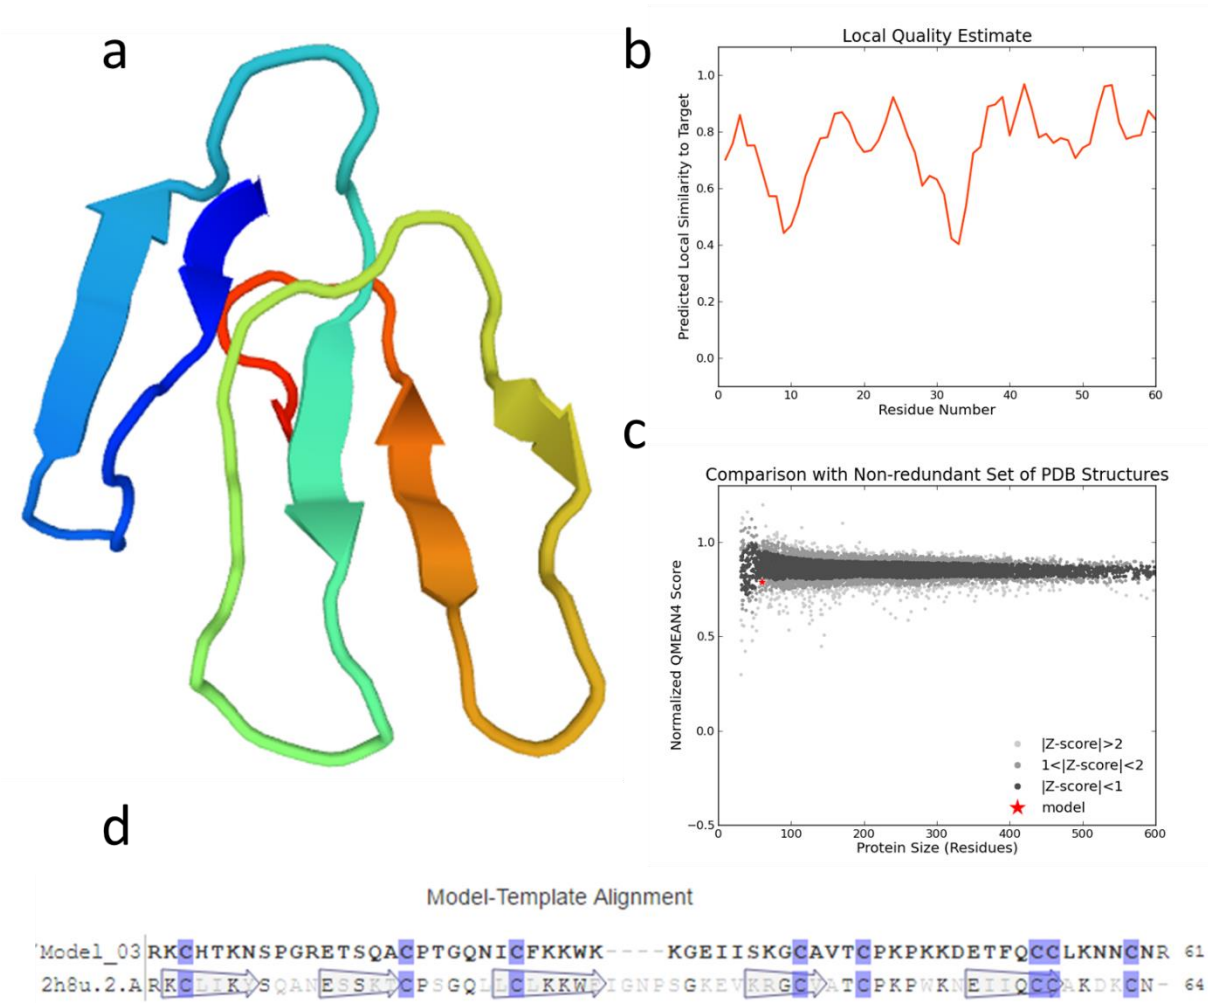 a
b
Local Quality Estimate
Predicted Local Similarity to Target
1.0
0.8
0.6
0.4
0.2
0.0
0 10 20 30 40 50 60
Residue Number
c
Comparison with Non-redundant Set of PDB Structures
Normalized QMEAN4 Score
1.0
0.5
0.0
−0.5
|Z-score|>2
1<|Z-score|<2
|Z-score|<1
model
0 100 200 300 400 500 600
Protein Size (Residues)
d
Model-Template Alignment
Model_03 RKCHTKNSPGRETSQACPTGQNICFKKWK----KGEIISKGCAVTCPKPKKDETFQCCLKNNCNR 61
2h8u.2.A RKCLIKYSQANESSKTCPSGQLLCLKKWEIGNPSGKEVKRGCVATCPKPWKNEIIQCCAKDKCN- 64